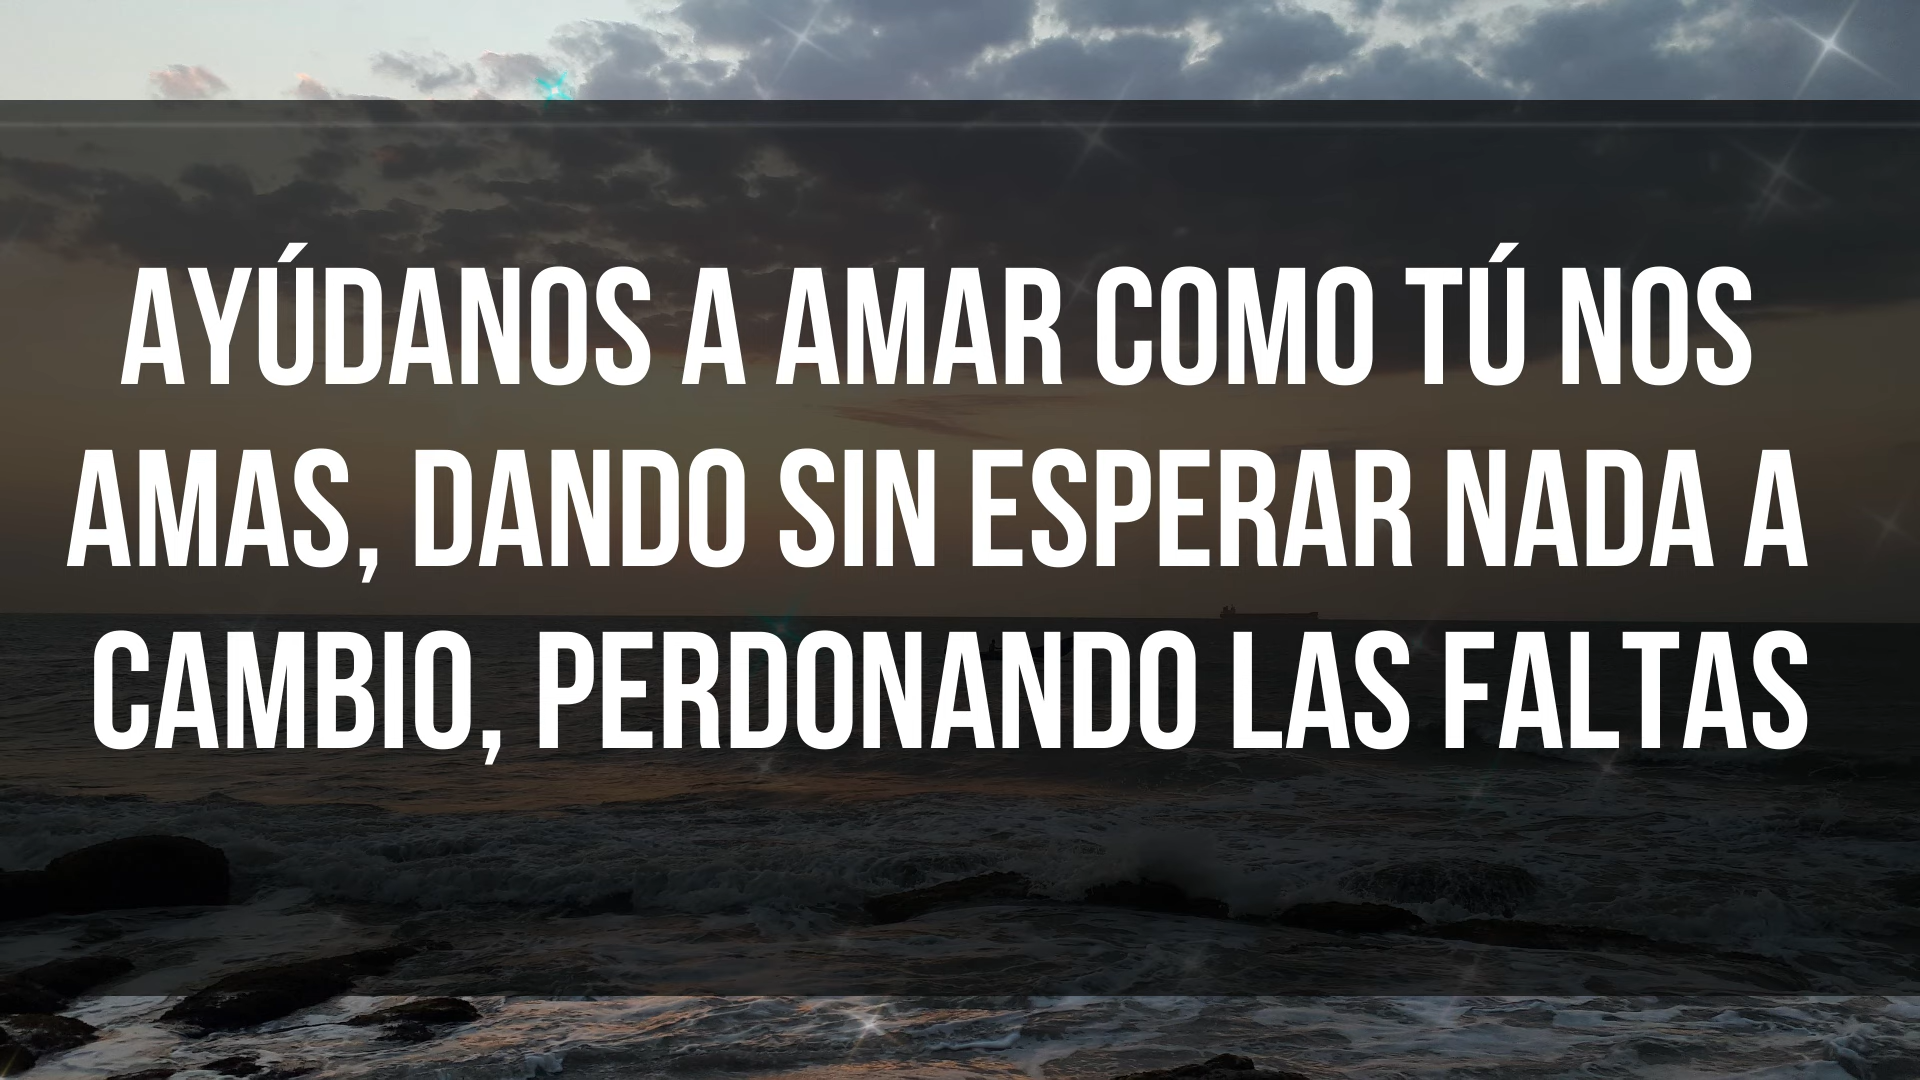 AYÚDANOS A AMAR COMO TÚ NOS
AMAS, DANDO SIN ESPERAR NADA A
CAMBIO, PERDONANDO LAS FALTAS